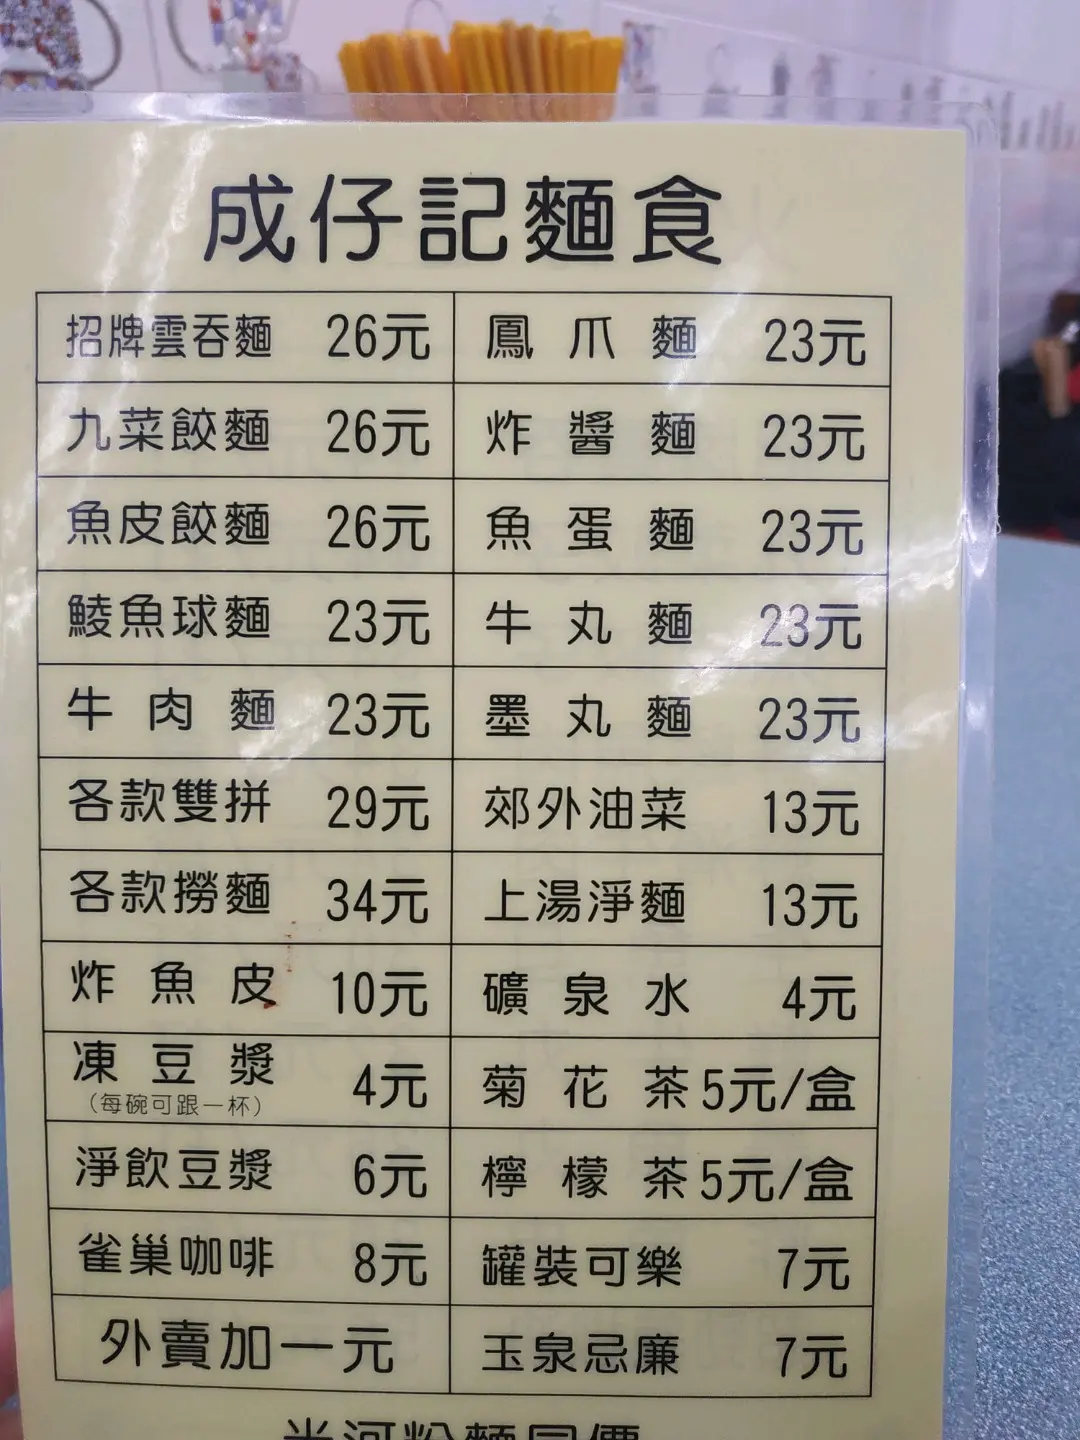 成仔記麵食
招牌雲吞麵 26元
鳳爪麵 23元
九菜餃麵 26元
炸醬麵 23元
魚皮餃麵 26元
魚蛋麵 23元
鯪魚球麵 23元
牛丸麵 23元
牛肉麵 23元
墨丸麵 23元
各款雙拼 29元
郊外油菜 13元
各款撈麵 34元
上湯淨麵 13元
炸魚皮 10元
礦泉水 4元
凍豆漿 4元
(每碗可跟一杯)
菊花茶 5元/盒
淨飲豆漿 6元
檸檬茶 5元/盒
雀巢咖啡 8元
罐裝可樂 7元
外賣加一元
玉泉忌廉 7元
米河粉麵同價